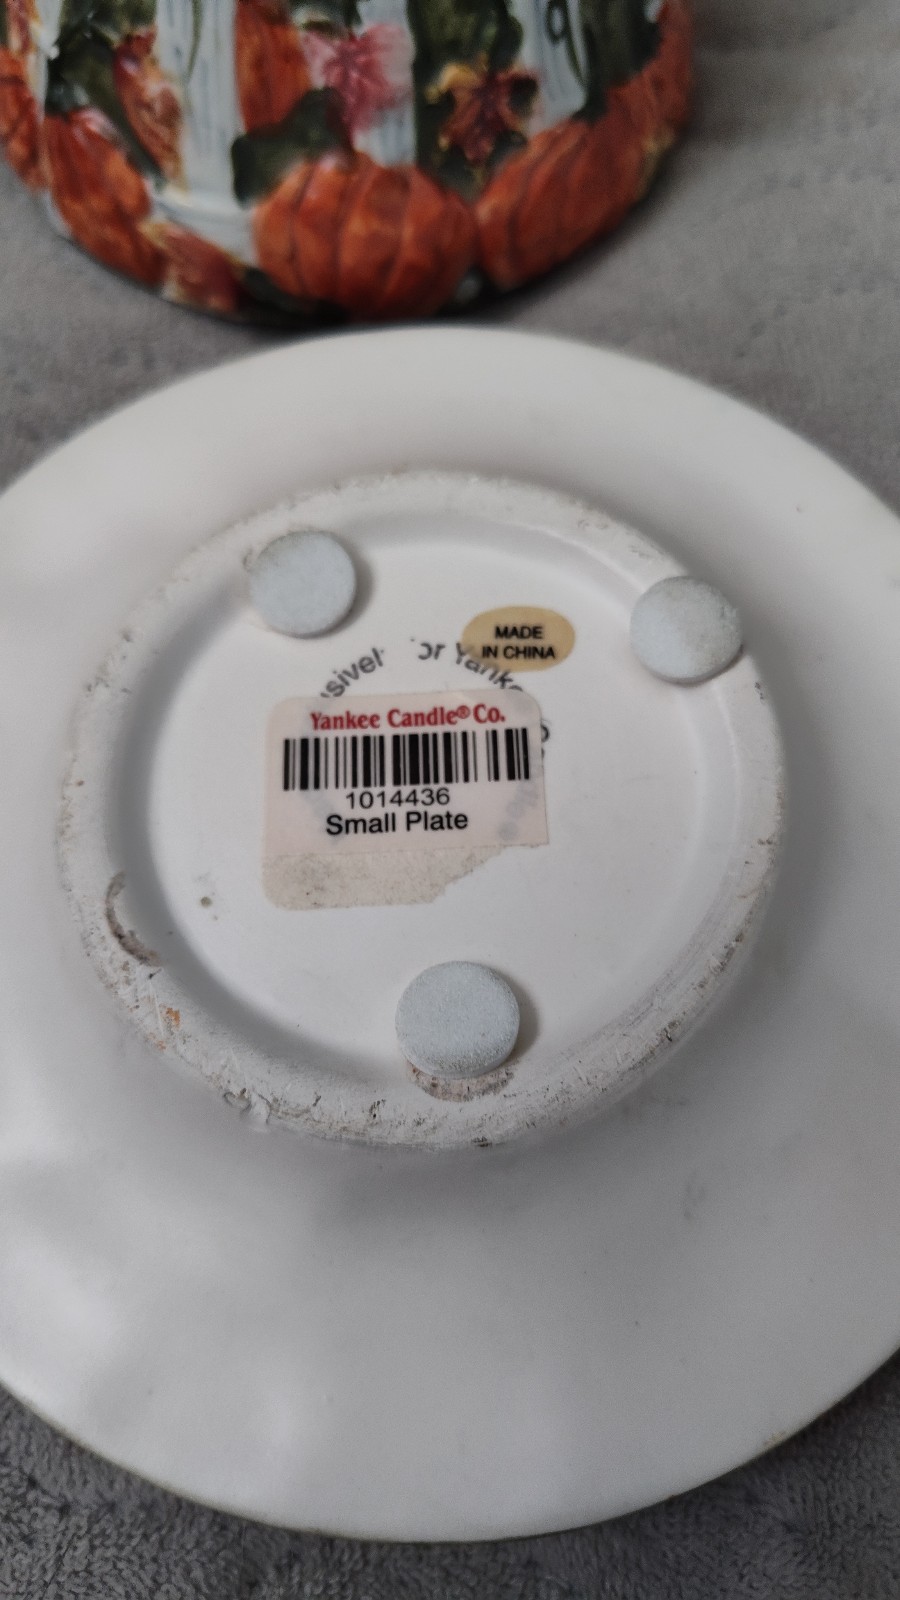 MADE
IN CHINA
Yankee Candle® Co.
1014436
Small Plate